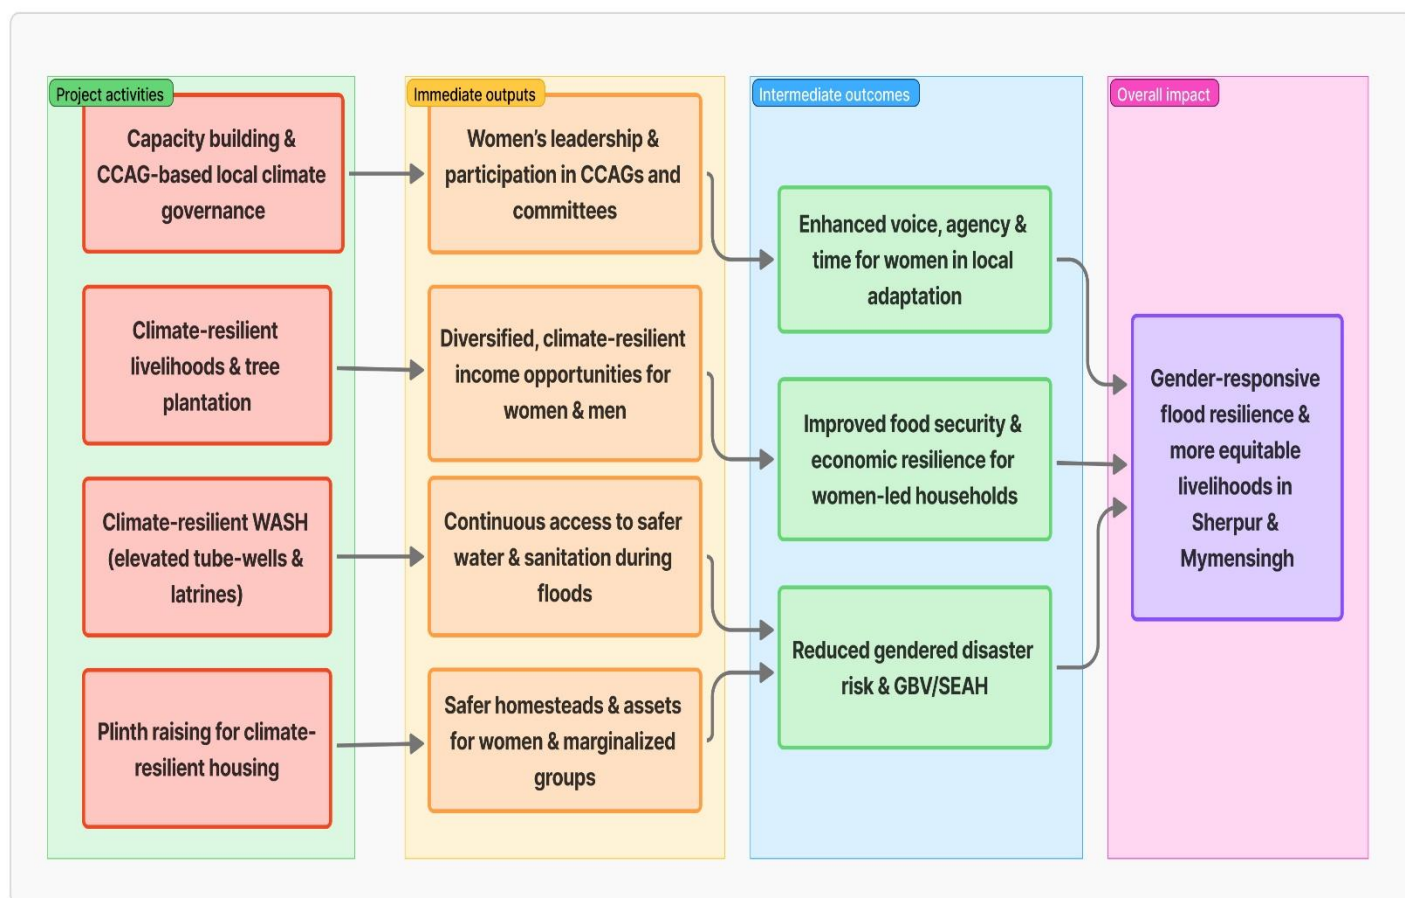 Project activities
Capacity building &
CCAG-based local climate
governance
Climate-resilient
livelihoods & tree
plantation
Climate-resilient WASH
(elevated tube-wells &
latrines)
Plinth raising for climate-
resilient housing
Immediate outputs
Women’s leadership &
participation in CCAGs and
committees
Diversified, climate-resilient
income opportunities for
women & men
Continuous access to safer
water & sanitation during
floods
Safer homesteads & assets
for women & marginalized
groups
Intermediate outcomes
Enhanced voice, agency &
time for women in local
adaptation
Improved food security &
economic resilience for
women-led households
Reduced gendered disaster
risk & GBV/SEAH
Overall impact
Gender-responsive
flood resilience &
more equitable
livelihoods in
Sherpur &
Mymensingh